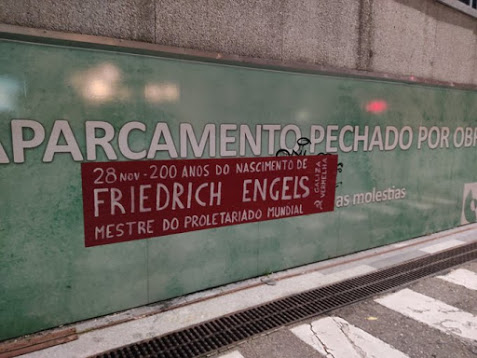 APARCAMENTO PECHADO POR OBR
28 NOV - 200 ANOS DO NASCIMENTO DE
FRIEDRICH ENGELS
MESTRE DO PROLETARIADO MUNDIAL
GALIZA
VERMELHA
as molestias